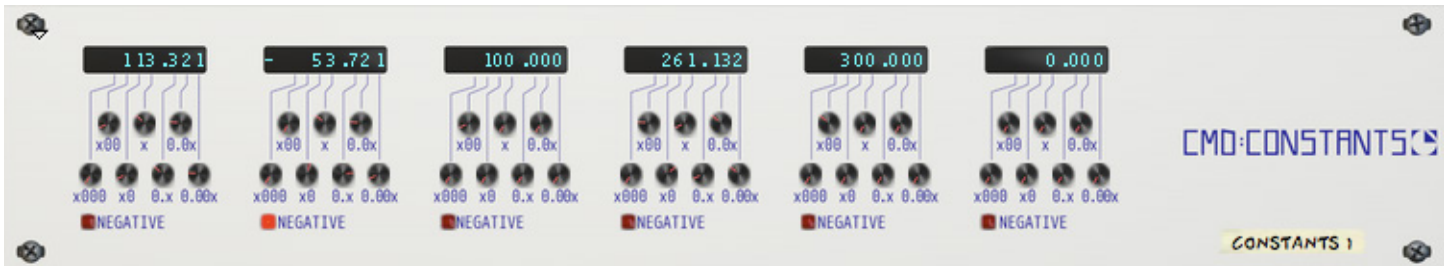 113.321 - 53.721 100.000 261.132 300.000 0.000
x00 x 0.0x x00 x 0.0x x00 x 0.0x x00 x 0.0x x00 x 0.0x x00 x 0.0x
CMD:CONSTANTS
x000 x0 0.x 0.00x x000 x0 0.x 0.00x x000 x0 0.x 0.00x x000 x0 0.x 0.00x x000 x0 0.x 0.00x x000 x0 0.x 0.00x
NEGATIVE NEGATIVE NEGATIVE NEGATIVE NEGATIVE NEGATIVE
CONSTANTS 1